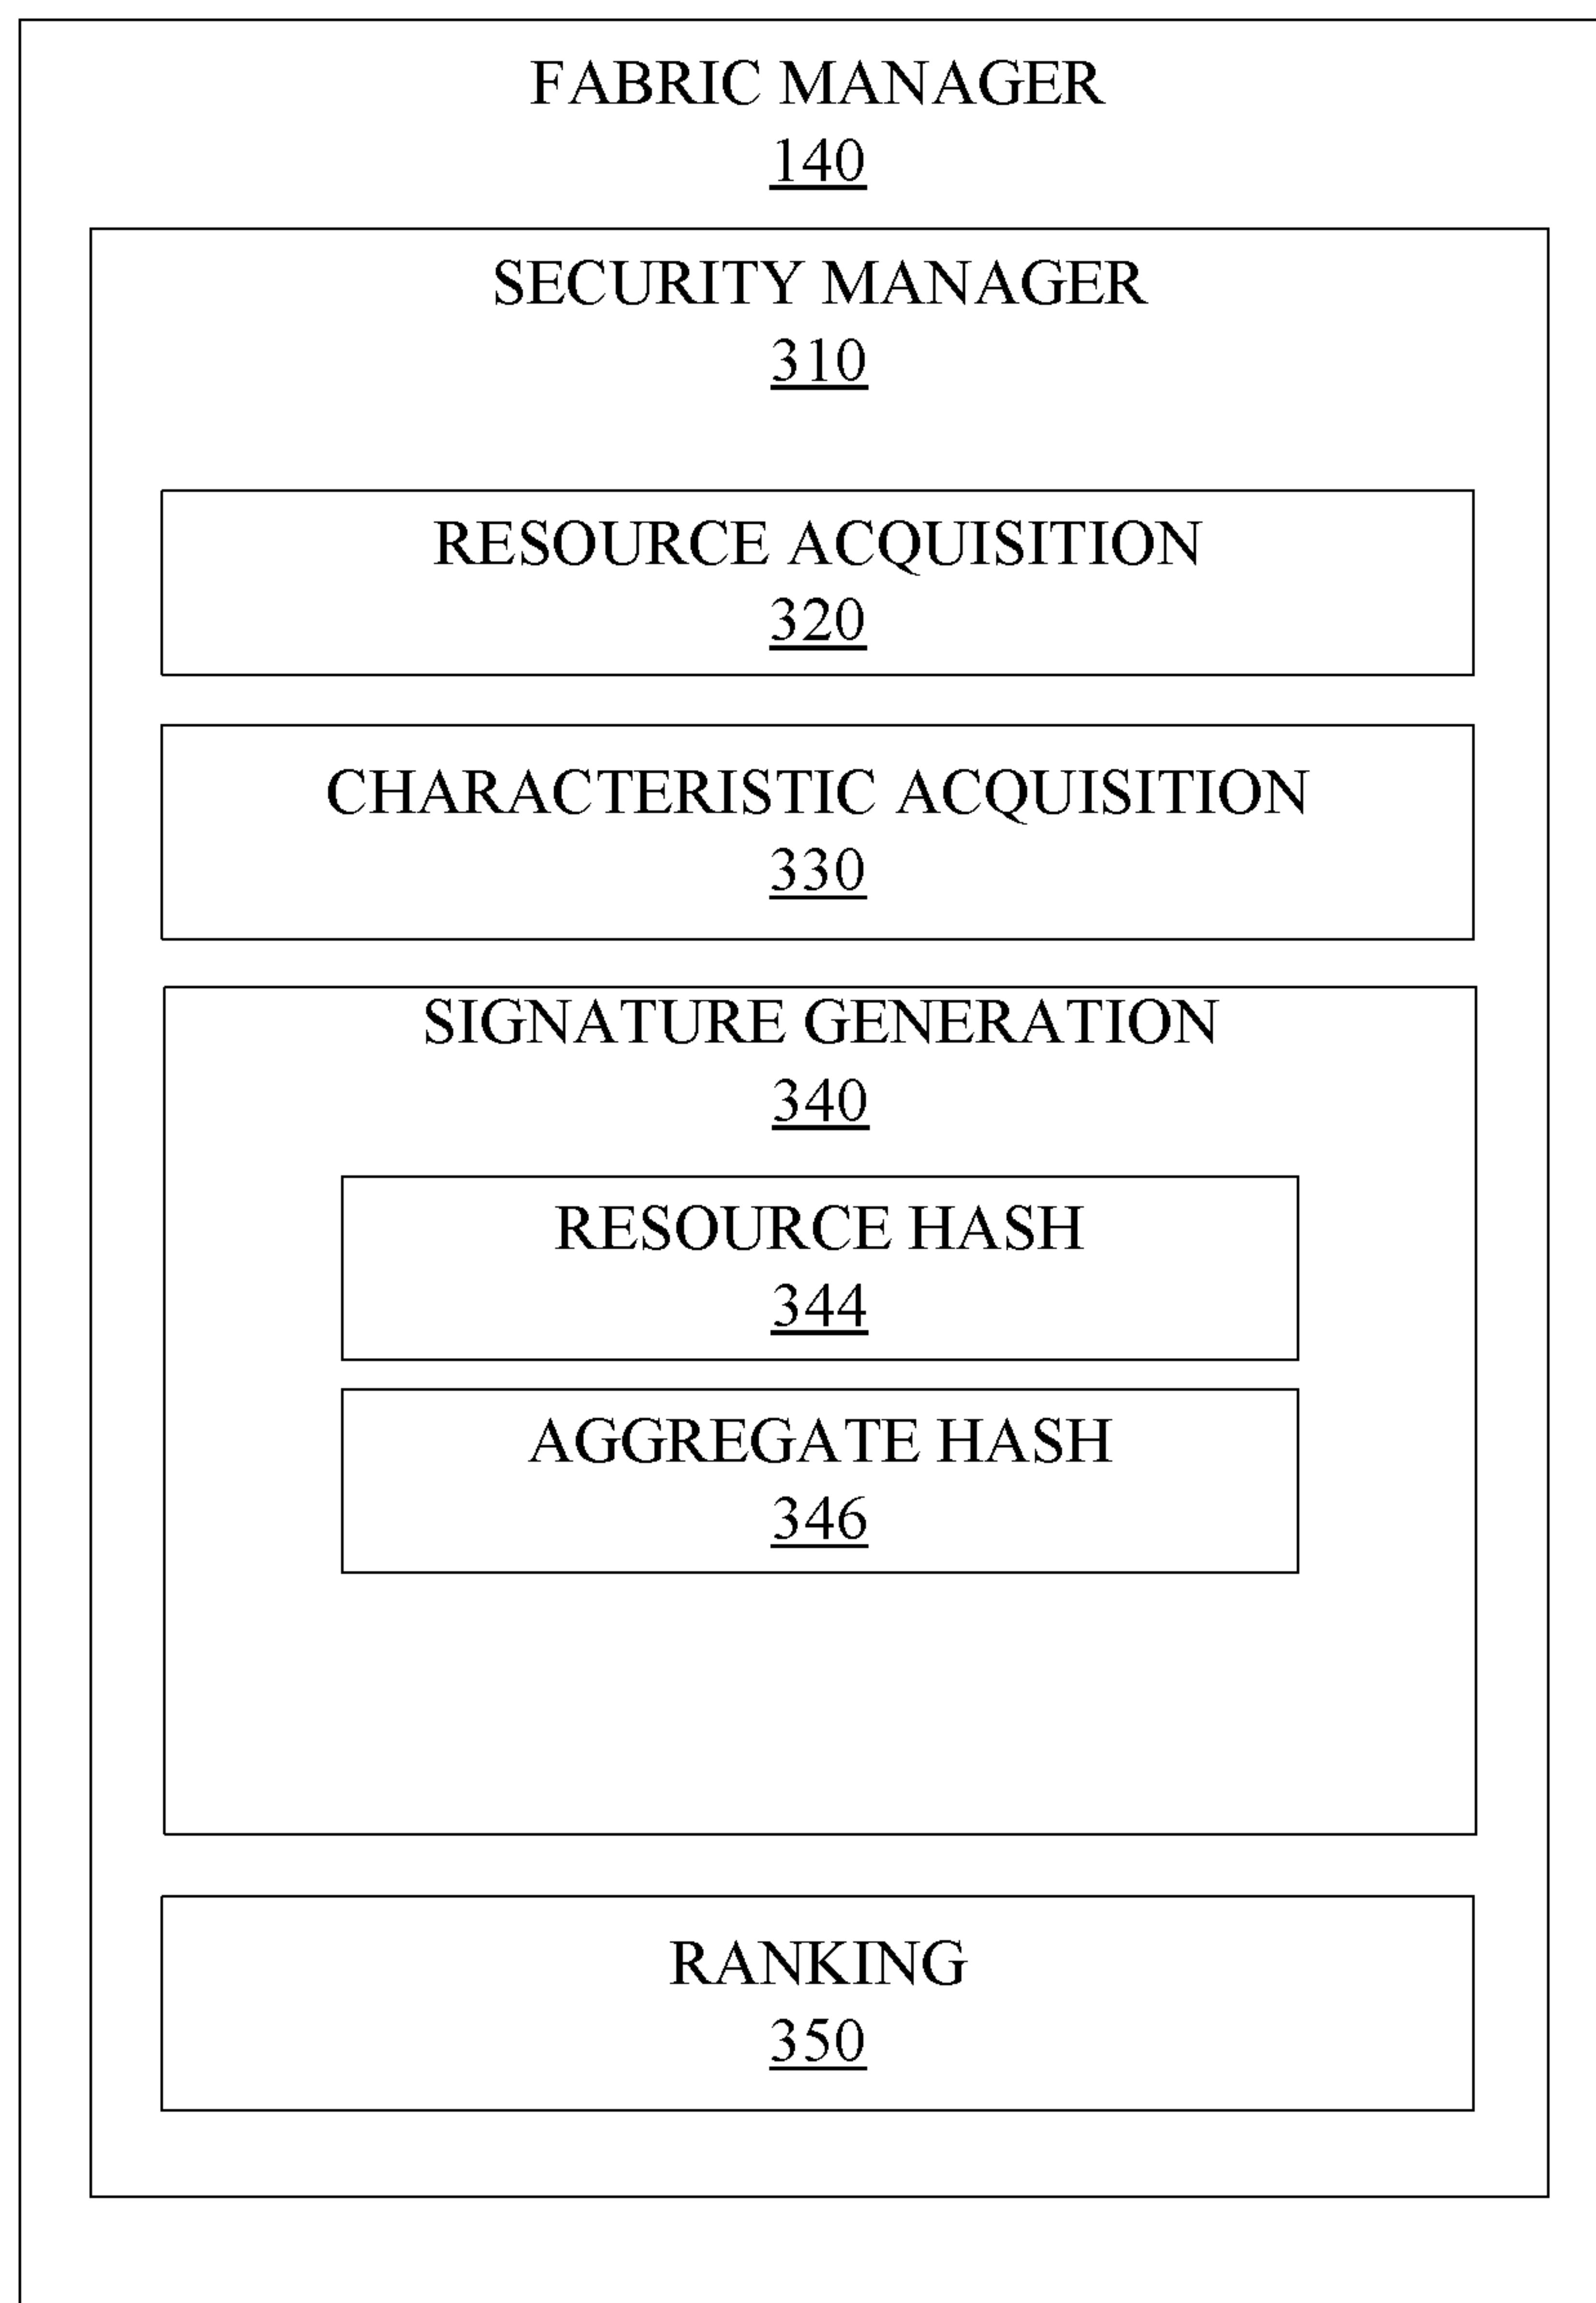 FABRIC MANAGER
140
SECURITY MANAGER
310
RESOURCE ACQUISITION
320
CHARACTERISTIC ACQUISITION
330
SIGNATURE GENERATION
340
RESOURCE HASH
344
AGGREGATE HASH
346
RANKING
350